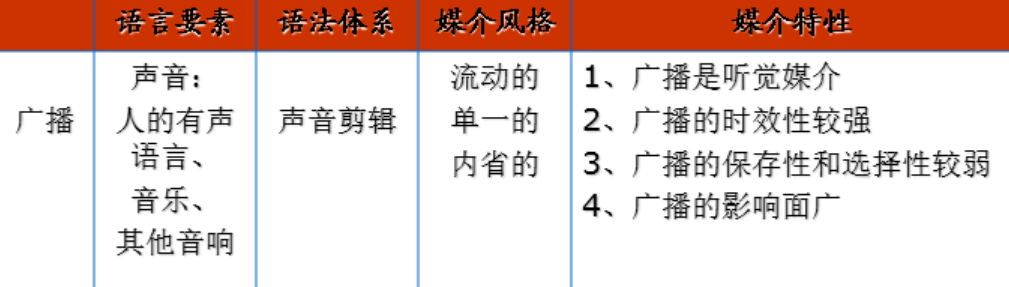 语言要素 语法体系 媒介风格 媒介特性
广播
声音：
人的有声
语言、
音乐、
其他音响
声音剪辑
流动的
单一的
内省的
1、广播是听觉媒介
2、广播的时效性较强
3、广播的保存性和选择性较弱
4、广播的影响面广